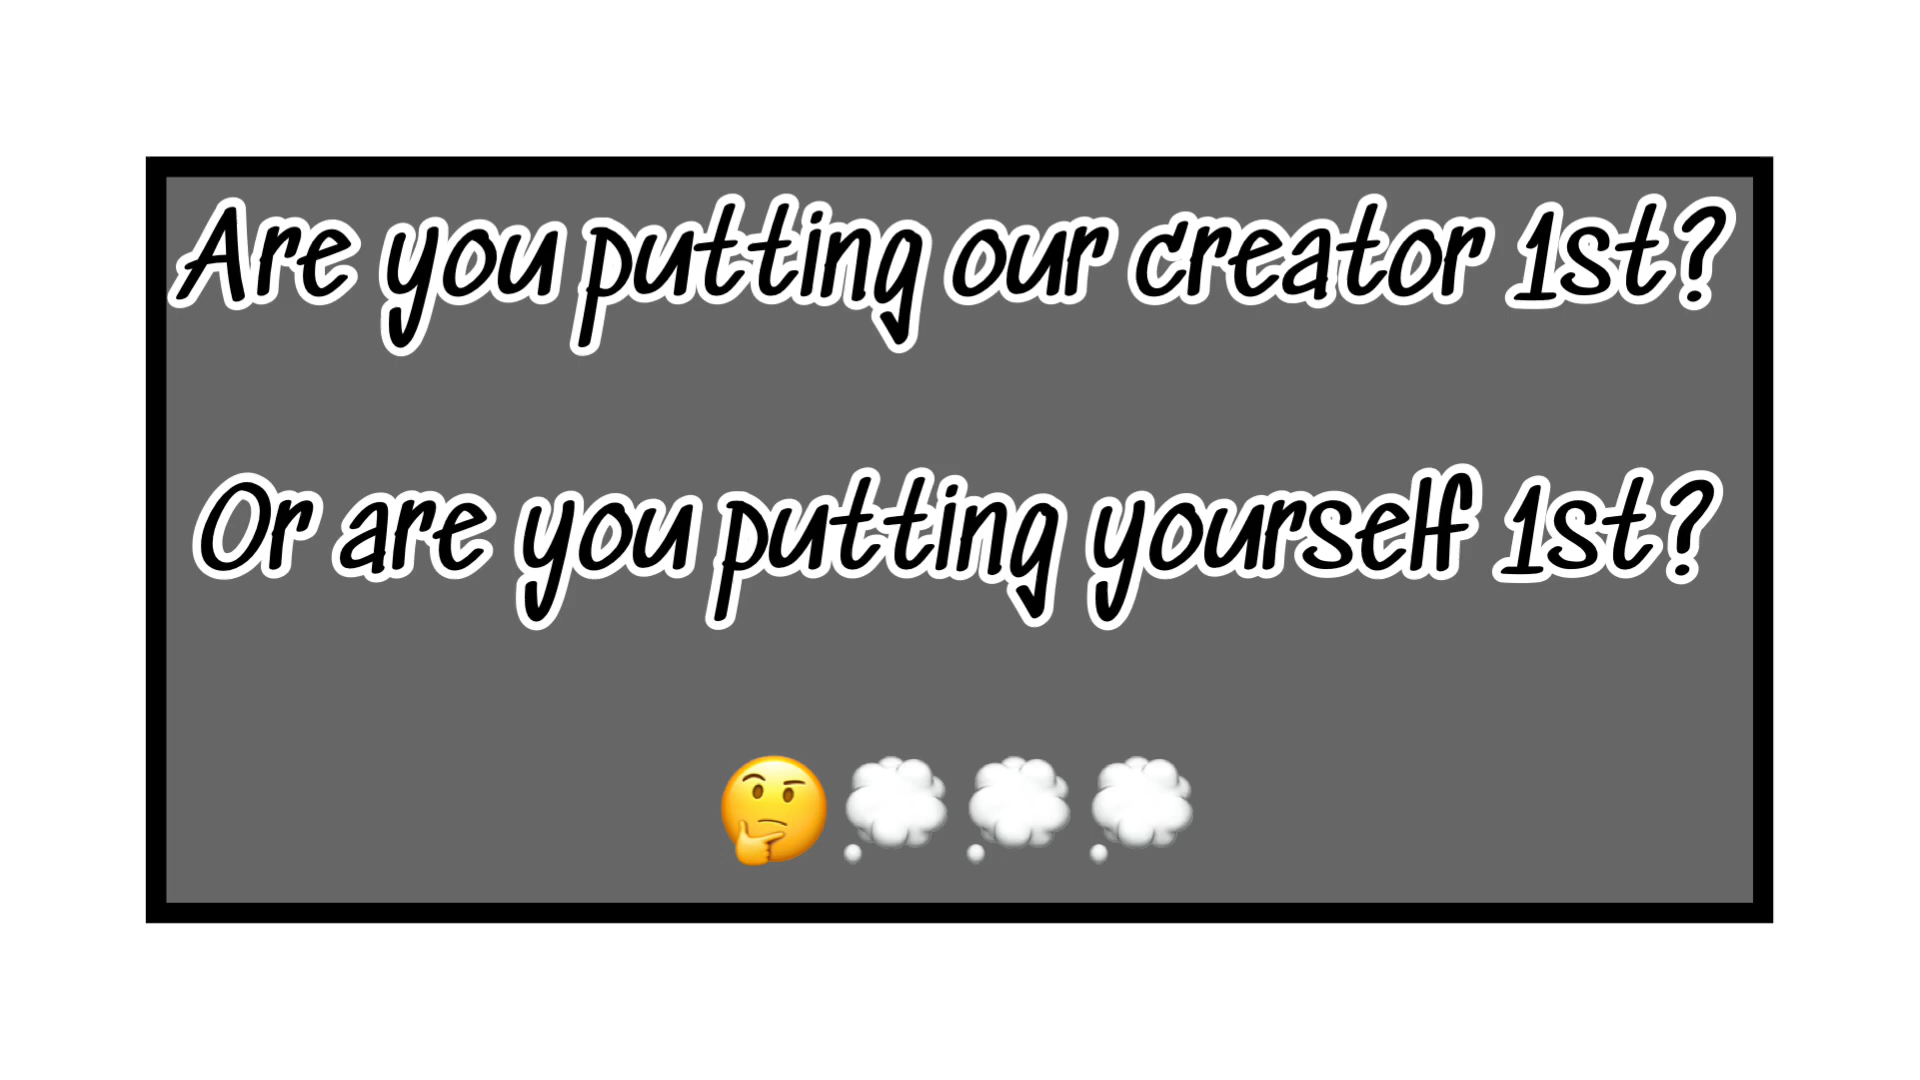 Are you putting our creator 1st?
Or are you putting yourself 1st?
🤔💭💭💭